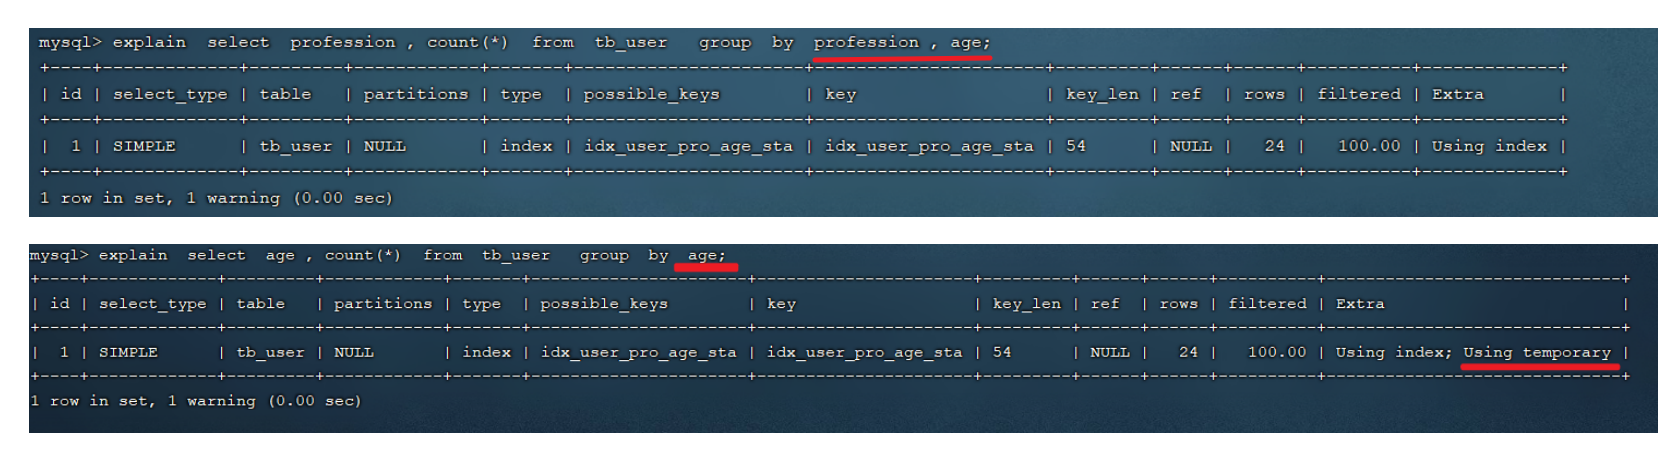 mysql> explain select profession , count(*) from tb_user group by profession , age;
+----+-------------+---------+------------+-------+----------------------+----------------------+---------+------+------+----------+-------------+
| id | select_type | table | partitions | type | possible_keys | key | key_len | ref | rows | filtered | Extra |
+----+-------------+---------+------------+-------+----------------------+----------------------+---------+------+------+----------+-------------+
| 1 | SIMPLE | tb_user | NULL | index | idx_user_pro_age_sta | idx_user_pro_age_sta | 54 | NULL | 24 | 100.00 | Using index |
+----+-------------+---------+------------+-------+----------------------+----------------------+---------+------+------+----------+-------------+
1 row in set, 1 warning (0.00 sec)
mysql> explain select age , count(*) from tb_user group by age;
+----+-------------+---------+------------+-------+----------------------+----------------------+---------+------+------+----------+------------------------------+
| id | select_type | table | partitions | type | possible_keys | key | key_len | ref | rows | filtered | Extra |
+----+-------------+---------+------------+-------+----------------------+----------------------+---------+------+------+----------+------------------------------+
| 1 | SIMPLE | tb_user | NULL | index | idx_user_pro_age_sta | idx_user_pro_age_sta | 54 | NULL | 24 | 100.00 | Using index; Using temporary |
+----+-------------+---------+------------+-------+----------------------+----------------------+---------+------+------+----------+------------------------------+
1 row in set, 1 warning (0.00 sec)